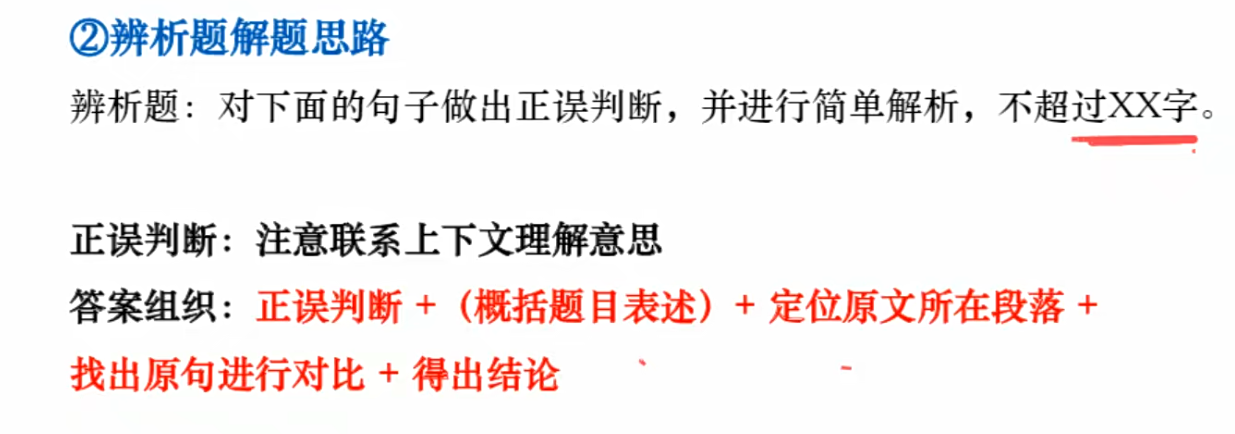 ②辨析题解题思路
辨析题：对下面的句子做出正误判断，并进行简单解析，不超过XX字。
正误判断：注意联系上下文理解意思
答案组织：正误判断 +（概括题目表述）+ 定位原文所在段落 +
找出原句进行对比 + 得出结论